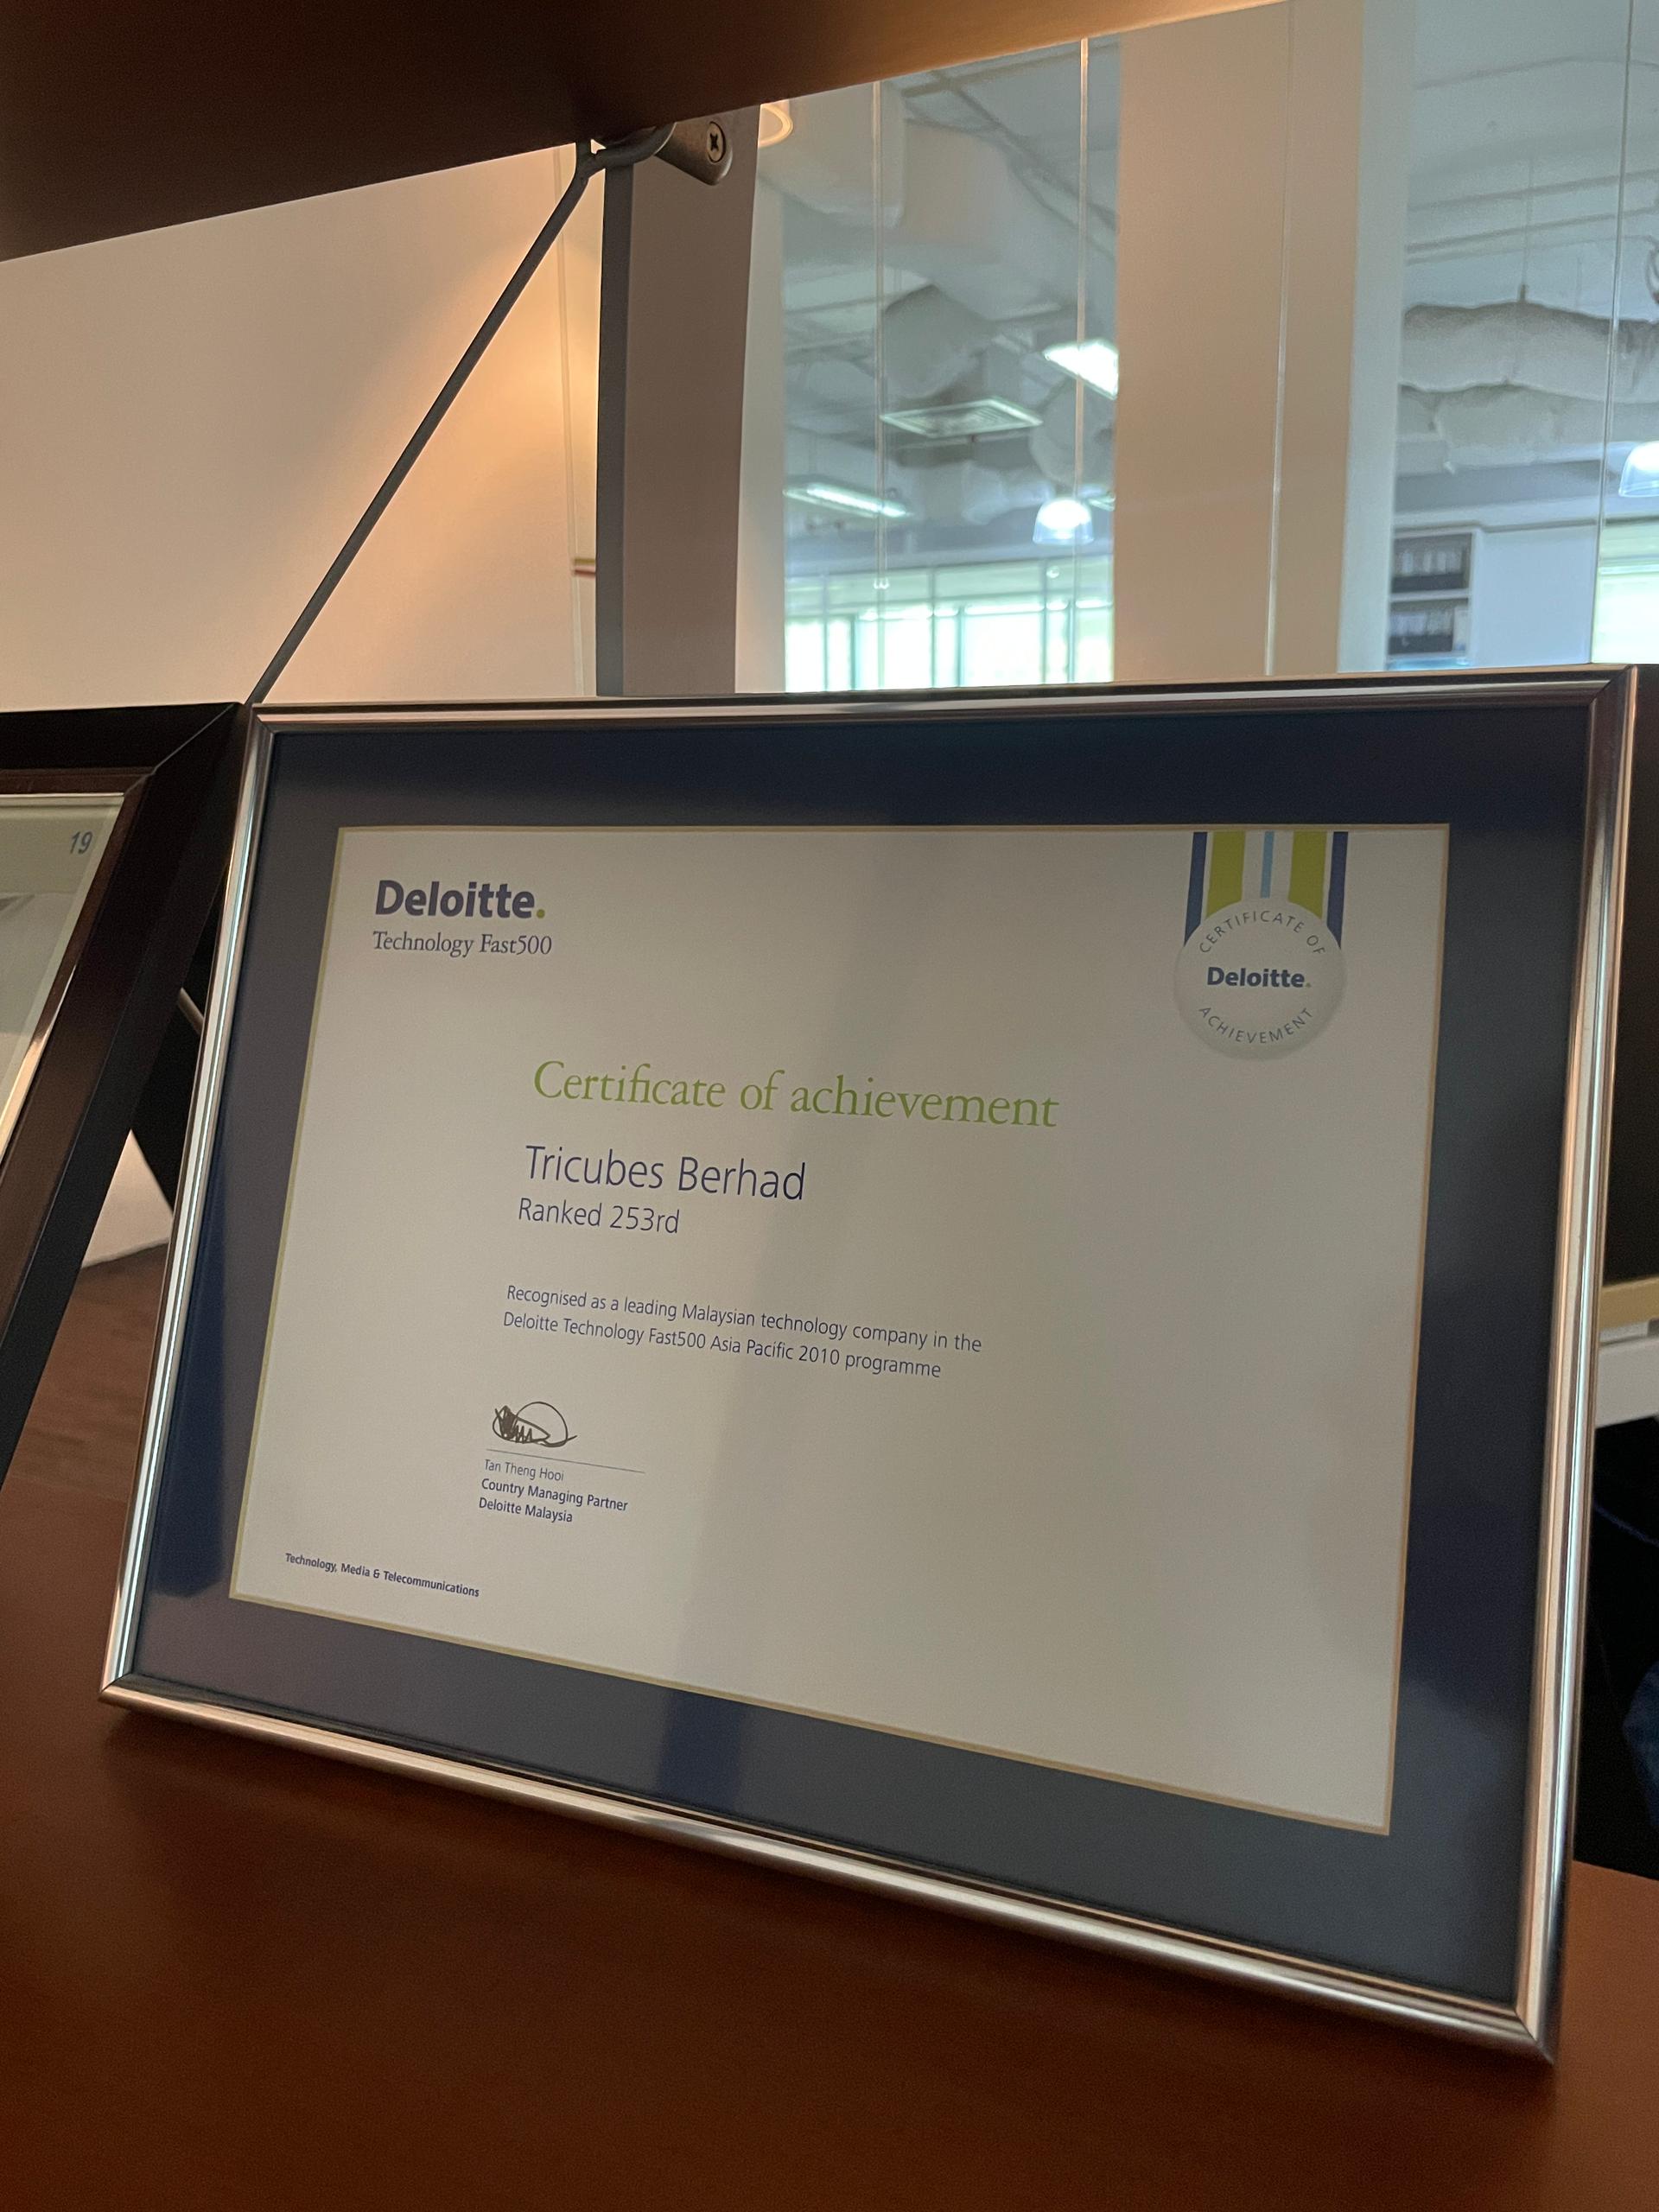 19
Deloitte.
Technology Fast500
CERTIFICATE OF
Deloitte.
ACHIEVEMENT
Certificate of achievement
Tricubes Berhad
Ranked 253rd
Recognised as a leading Malaysian technology company in the
Deloitte Technology Fast500 Asia Pacific 2010 programme
Tan Theng Hooi
Country Managing Partner
Deloitte Malaysia
Technology, Media & Telecommunications